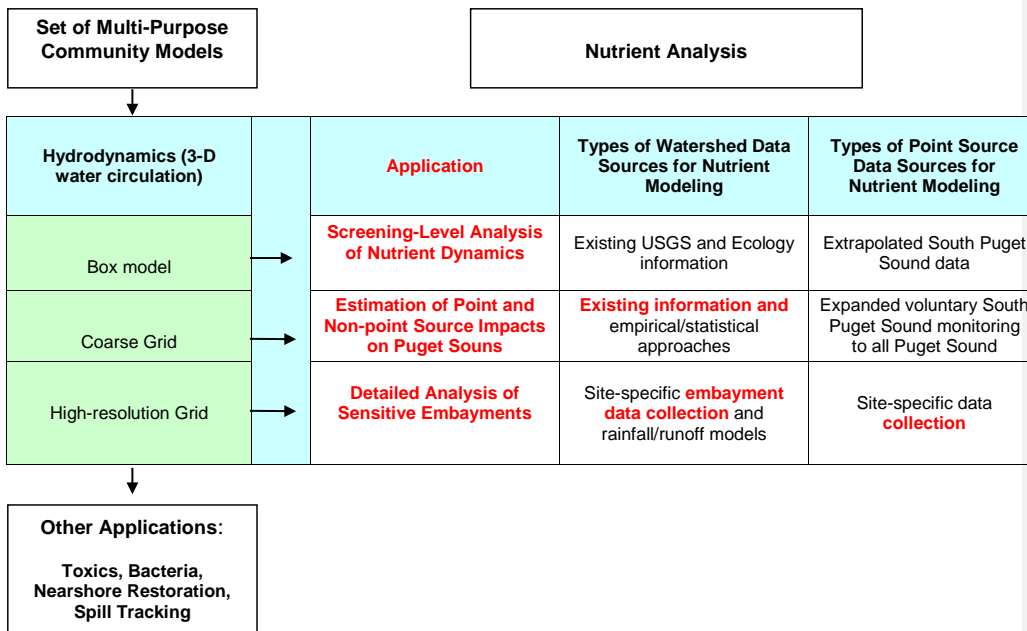 Set of Multi-Purpose
Community Models
Nutrient Analysis
Hydrodynamics (3-D
water circulation)
Application
Types of Watershed Data
Sources for Nutrient
Modeling
Types of Point Source
Data Sources for
Nutrient Modeling
Box model
Screening-Level Analysis
of Nutrient Dynamics
Existing USGS and Ecology
information
Extrapolated South Puget
Sound data
Coarse Grid
Estimation of Point and
Non-point Source Impacts
on Puget Souns
Existing information and
empirical/statistical
approaches
Expanded voluntary South
Puget Sound monitoring
to all Puget Sound
High-resolution Grid
Detailed Analysis of
Sensitive Embayments
Site-specific embayment
data collection and
rainfall/runoff models
Site-specific data
collection
Other Applications:
Toxics, Bacteria,
Nearshore Restoration,
Spill Tracking